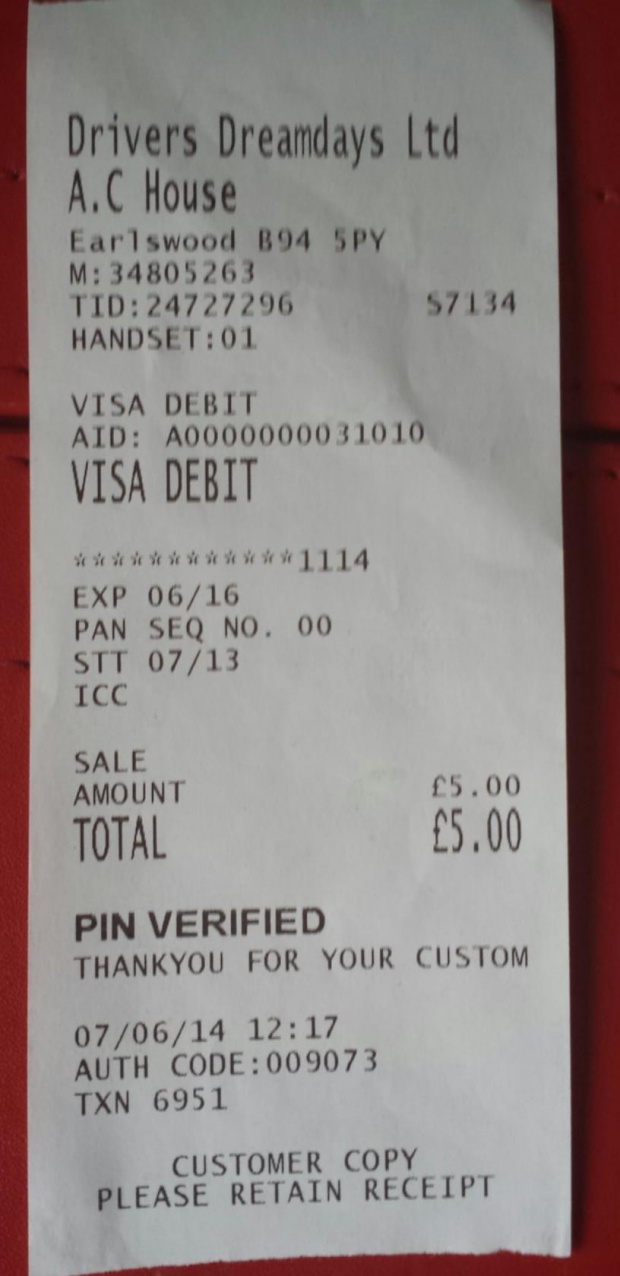 Drivers Dreamdays Ltd
A.C House
Earlswood B94 5PY
M:34805263
TID:24727296 S7134
HANDSET:01
VISA DEBIT
AID: A0000000031010
VISA DEBIT
************1114
EXP 06/16
PAN SEQ NO. 00
STT 07/13
ICC
SALE
AMOUNT £5.00
TOTAL £5.00
PIN VERIFIED
THANKYOU FOR YOUR CUSTOM
07/06/14 12:17
AUTH CODE:009073
TXN 6951
CUSTOMER COPY
PLEASE RETAIN RECEIPT